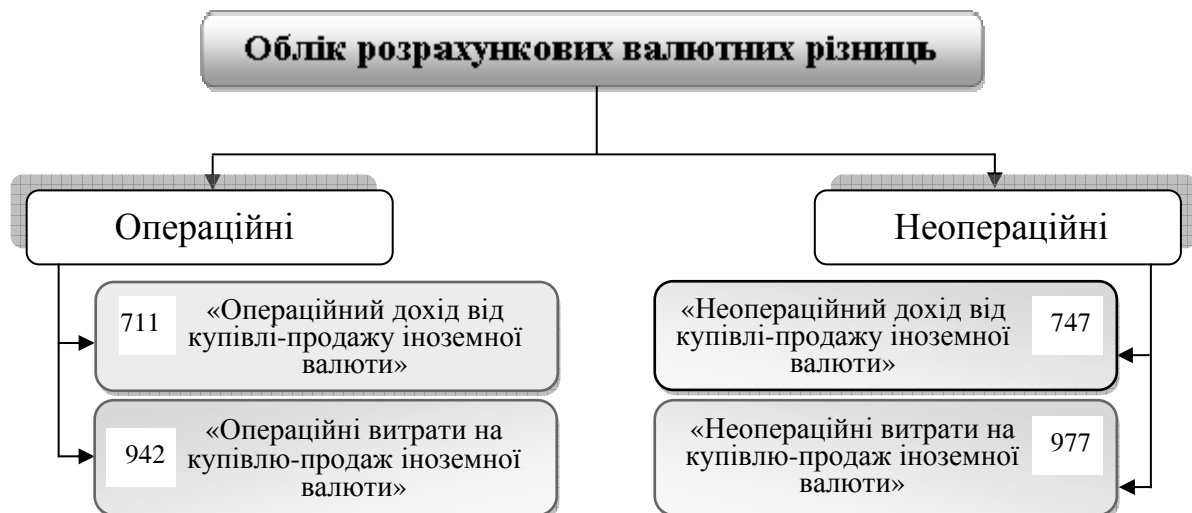 Облік розрахункових валютних різниць
Операційні
Неопераційні
711
«Операційний дохід від
купівлі-продажу іноземної
валюти»
«Неопераційний дохід від
купівлі-продажу іноземної
валюти»
747
942
«Операційні витрати на
купівлю-продаж іноземної
валюти»
«Неопераційні витрати на
купівлю-продаж іноземної
валюти»
977